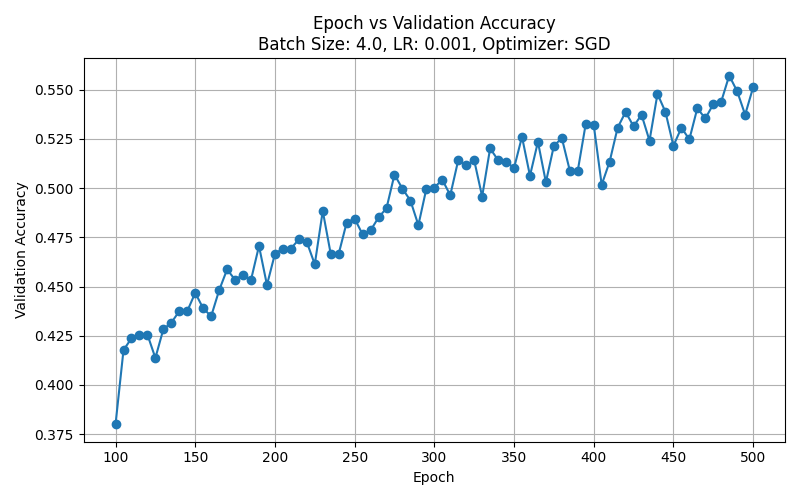 Epoch vs Validation Accuracy
Batch Size: 4.0, LR: 0.001, Optimizer: SGD
Validation Accuracy
0.550
0.525
0.500
0.475
0.450
0.425
0.400
0.375
100 150 200 250 300 350 400 450 500
Epoch